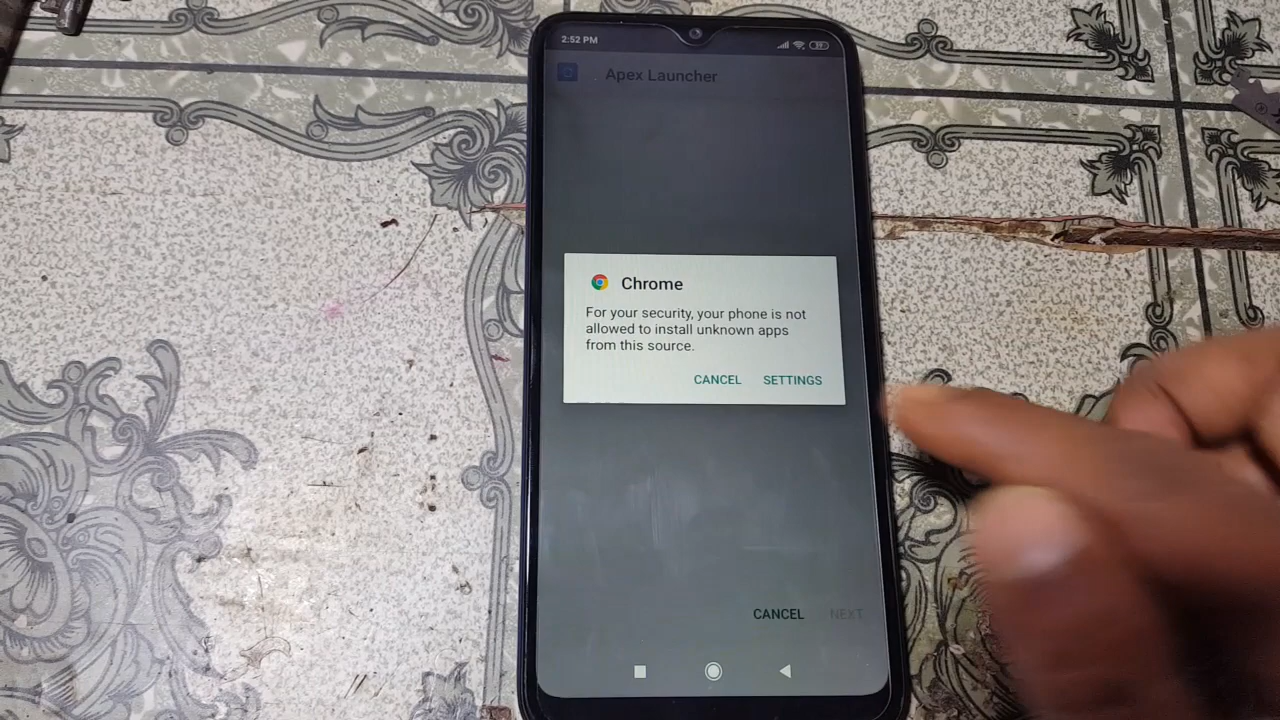 2:52 PM
39
Apex Launcher
Chrome
For your security, your phone is not
allowed to install unknown apps
from this source.
CANCEL SETTINGS
CANCEL NEXT